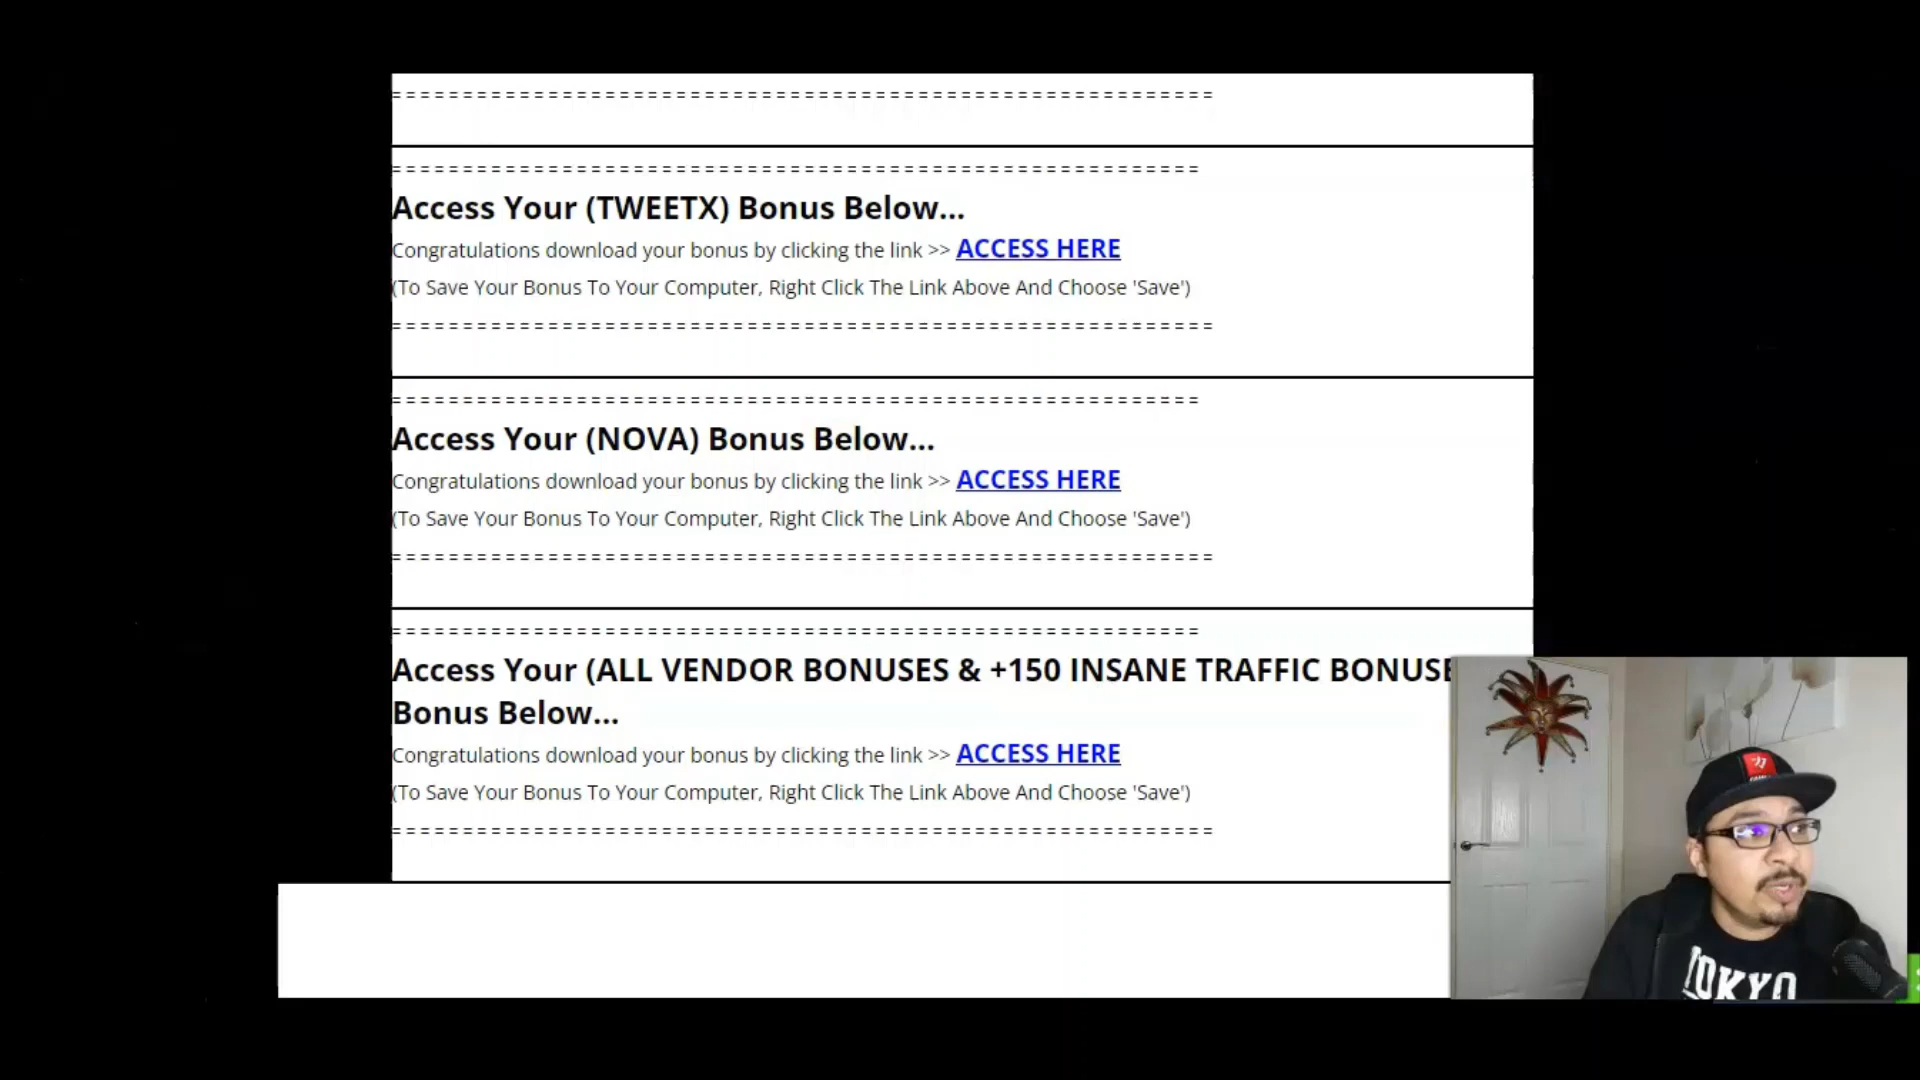 = = = = = = = = = = = = = = = = = = = = = = = = = = = = = = = = = = = = = = = = = = = = = = = = = = = = = = = = = =
= = = = = = = = = = = = = = = = = = = = = = = = = = = = = = = = = = = = = = = = = = = = = = = = = = = = = = = = =
Access Your (TWEETX) Bonus Below...
Congratulations download your bonus by clicking the link >> ACCESS HERE
(To Save Your Bonus To Your Computer, Right Click The Link Above And Choose 'Save')
= = = = = = = = = = = = = = = = = = = = = = = = = = = = = = = = = = = = = = = = = = = = = = = = = = = = = = = = = =
= = = = = = = = = = = = = = = = = = = = = = = = = = = = = = = = = = = = = = = = = = = = = = = = = = = = = = = = =
Access Your (NOVA) Bonus Below...
Congratulations download your bonus by clicking the link >> ACCESS HERE
(To Save Your Bonus To Your Computer, Right Click The Link Above And Choose 'Save')
= = = = = = = = = = = = = = = = = = = = = = = = = = = = = = = = = = = = = = = = = = = = = = = = = = = = = = = = = =
= = = = = = = = = = = = = = = = = = = = = = = = = = = = = = = = = = = = = = = = = = = = = = = = = = = = = = = = =
Access Your (ALL VENDOR BONUSES & +150 INSANE TRAFFIC BONUSE
Bonus Below...
Congratulations download your bonus by clicking the link >> ACCESS HERE
(To Save Your Bonus To Your Computer, Right Click The Link Above And Choose 'Save')
= = = = = = = = = = = = = = = = = = = = = = = = = = = = = = = = = = = = = = = = = = = = = = = = = = = = = = = = = =
TOKYO